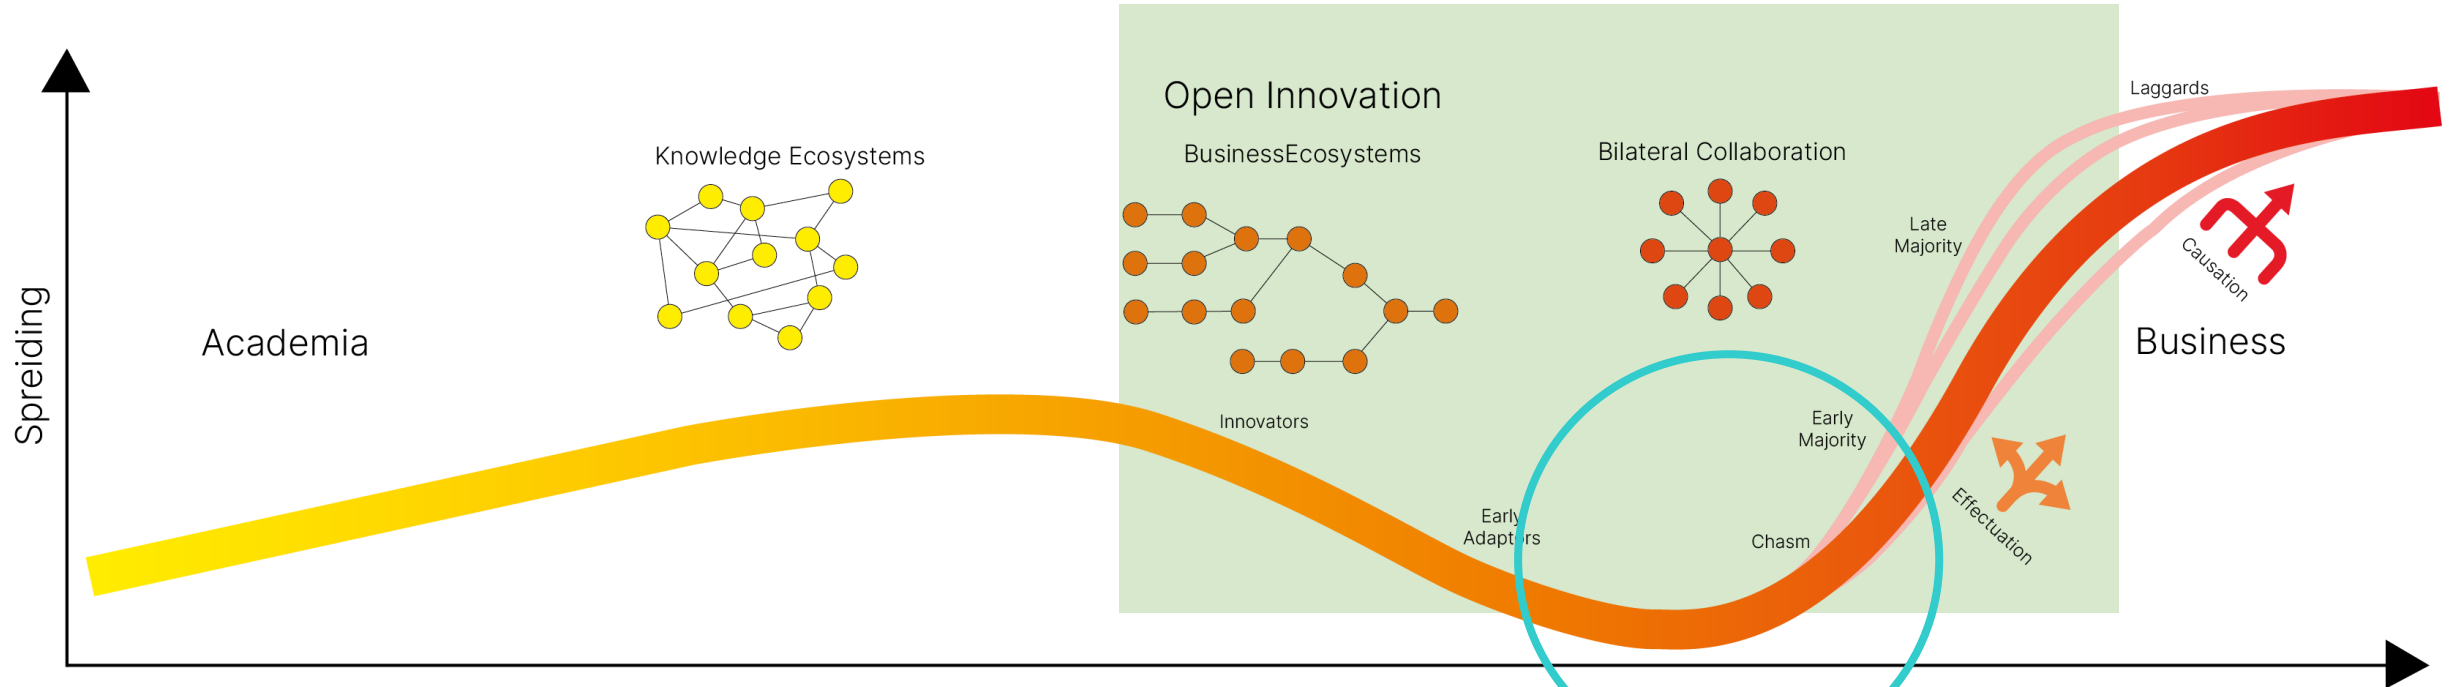 Open Innovation
Knowledge Ecosystems
BusinessEcosystems
Bilateral Collaboration
Laggards
Late
Majority
Causation
Spreiding
Academia
Business
Innovators
Early
Majority
Early
Adaptors
Chasm
Effectuation